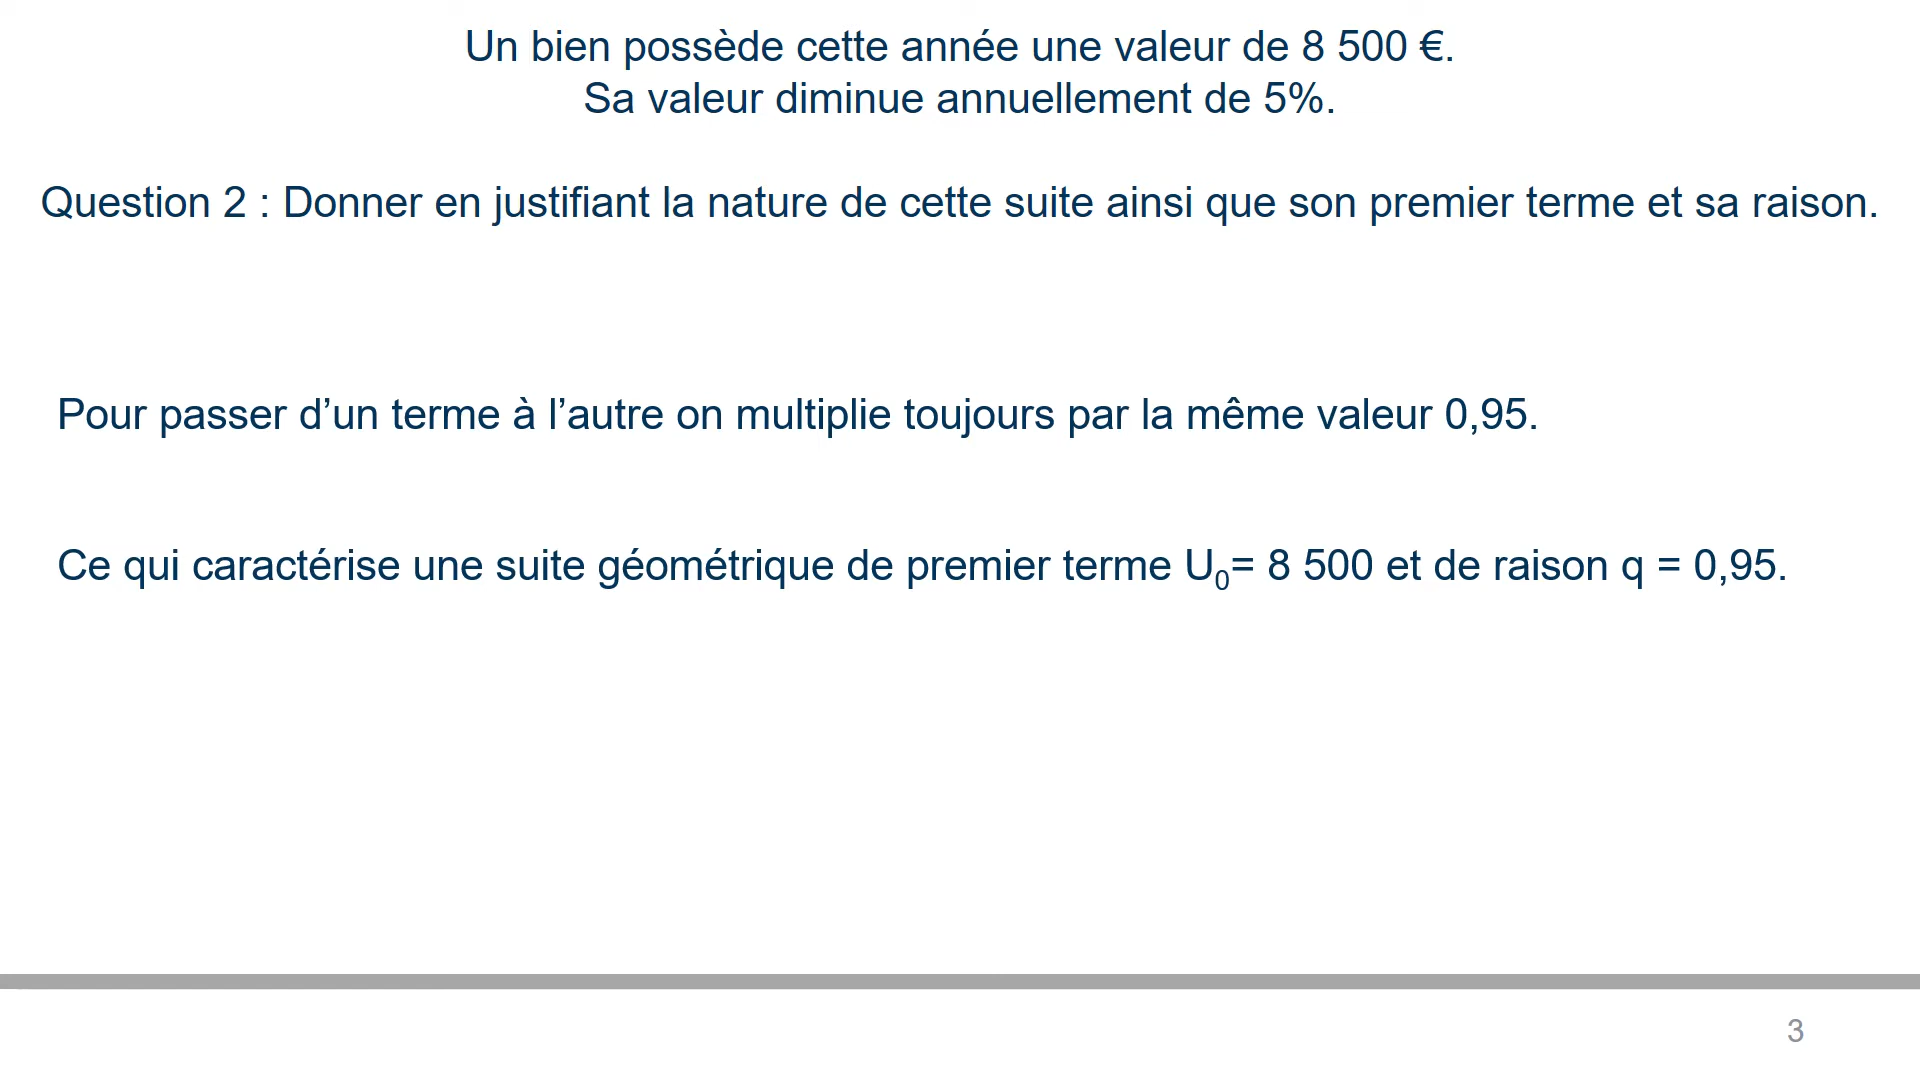 Un bien possède cette année une valeur de 8 500 €.
Sa valeur diminue annuellement de 5%.
Question 2 : Donner en justifiant la nature de cette suite ainsi que son premier terme et sa raison.
Pour passer d’un terme à l’autre on multiplie toujours par la même valeur 0,95.
Ce qui caractérise une suite géométrique de premier terme U₀= 8 500 et de raison q = 0,95.
3